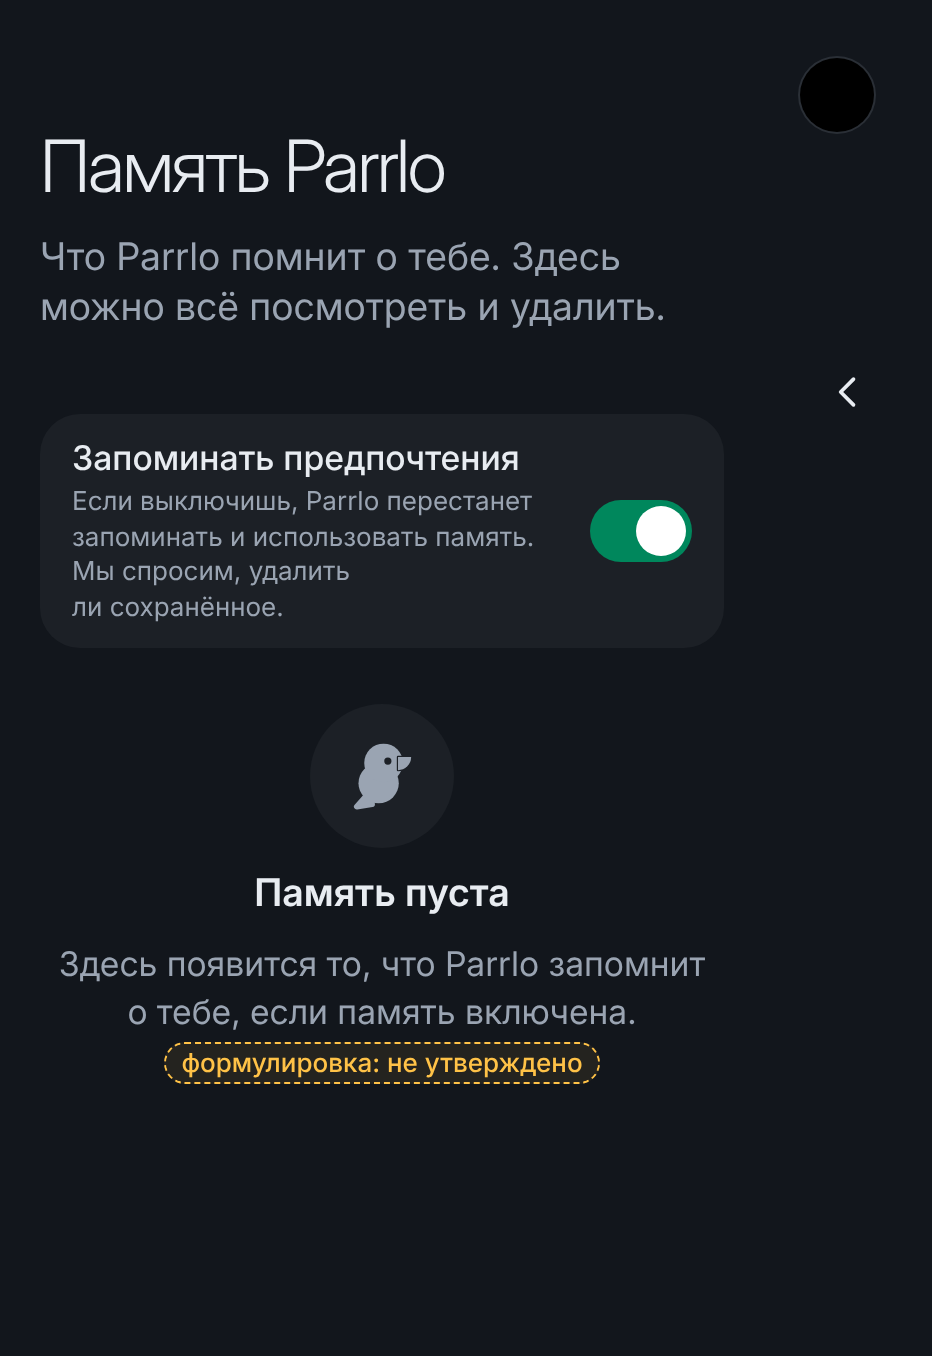 Память Parrlo
Что Parrlo помнит о тебе. Здесь
можно всё посмотреть и удалить.
Запоминать предпочтения
Если выключишь, Parrlo перестанет
запоминать и использовать память.
Мы спросим, удалить
ли сохранённое.
Память пуста
Здесь появится то, что Parrlo запомнит
о тебе, если память включена.
формулировка: не утверждено